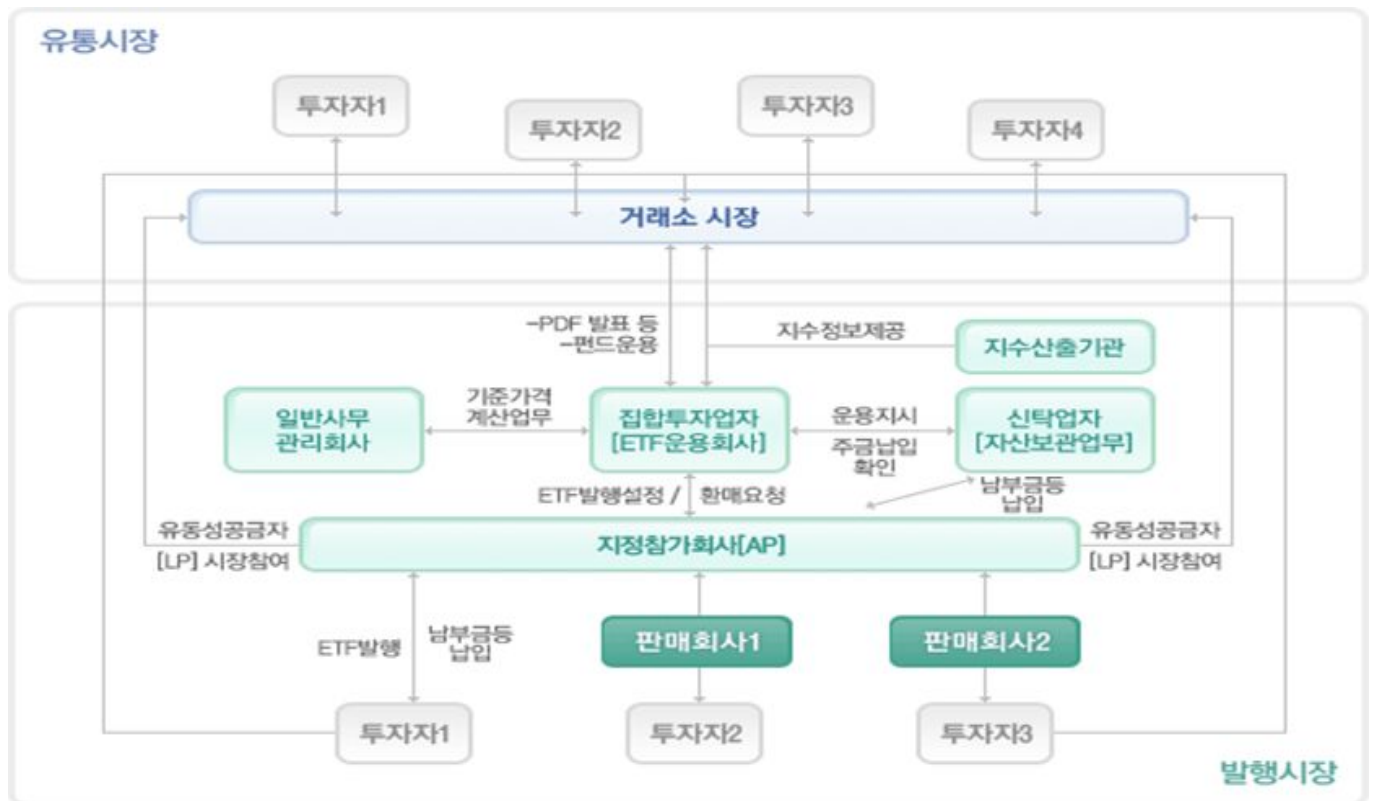 유통시장
투자자1
투자자2
투자자3
투자자4
거래소 시장
-PDF 발표 등
-펀드운용
지수정보제공
지수산출기관
일반사무
관리회사
기준가격
계산업무
집합투자업자
[ETF운용회사]
운용지시
주금납입
확인
신탁업자
[자산보관업무]
ETF발행설정 / 환매요청
남부금등
납입
유동성공급자
[LP] 시장참여
지정참가회사[AP]
유동성공급자
[LP] 시장참여
ETF발행
남부금등
납입
판매회사1
판매회사2
투자자1
투자자2
투자지3
발행시장